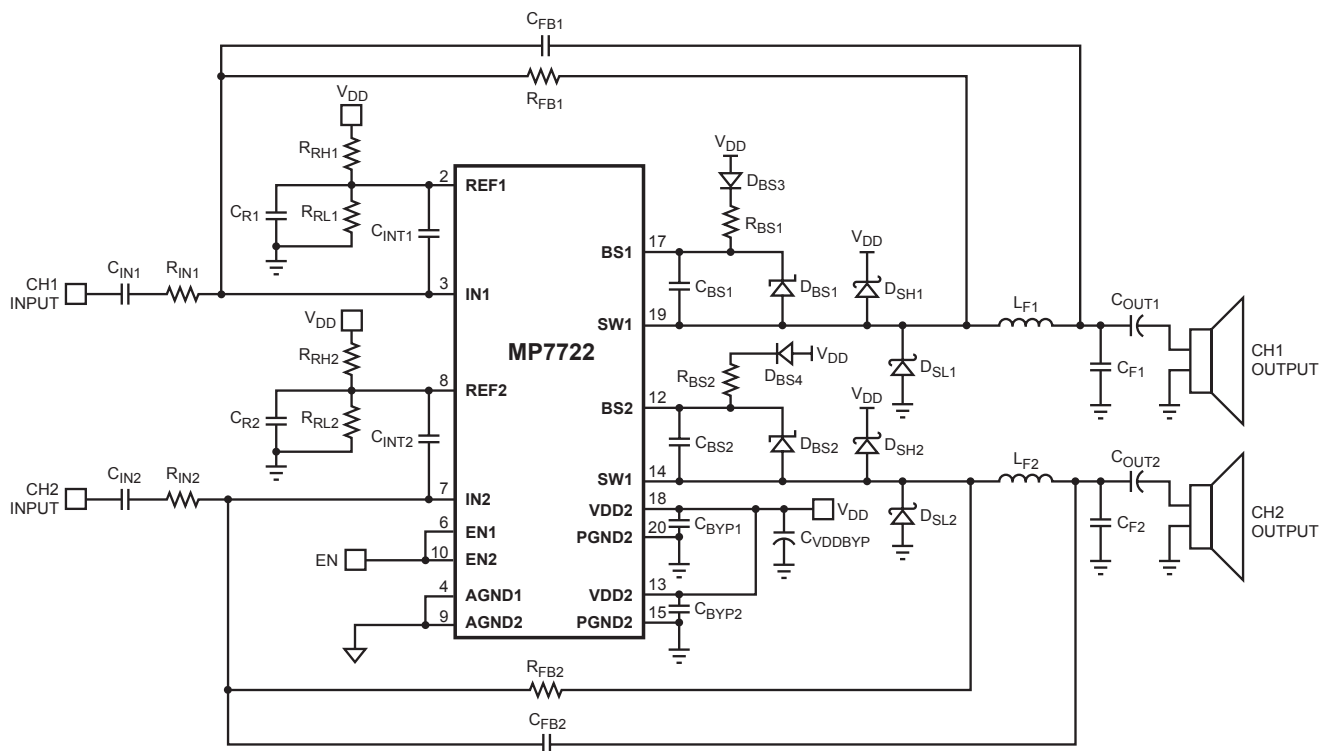 CFB1
RFB1
VDD
RRH1
CR1
RRL1
CINT1
2
REF1
CH1
INPUT
CIN1
RIN1
3
IN1
VDD
RRH2
CR2
RRL2
CINT2
8
REF2
CH2
INPUT
CIN2
RIN2
7
IN2
EN
6
EN1
10
EN2
4
AGND1
9
AGND2
MP7722
VDD
DBS3
RBS1
BS1
17
CBS1
DBS1
VDD
DSH1
SW1
19
DSL1
LF1
COUT1
CF1
CH1
OUTPUT
RBS2
DBS4
VDD
BS2
12
CBS2
DBS2
VDD
DSH2
SW1
14
DSL2
LF2
COUT2
CF2
CH2
OUTPUT
VDD2
18
CBYP1
PGND2
20
VDD
CVDDBYP
VDD2
13
CBYP2
PGND2
15
RFB2
CFB2